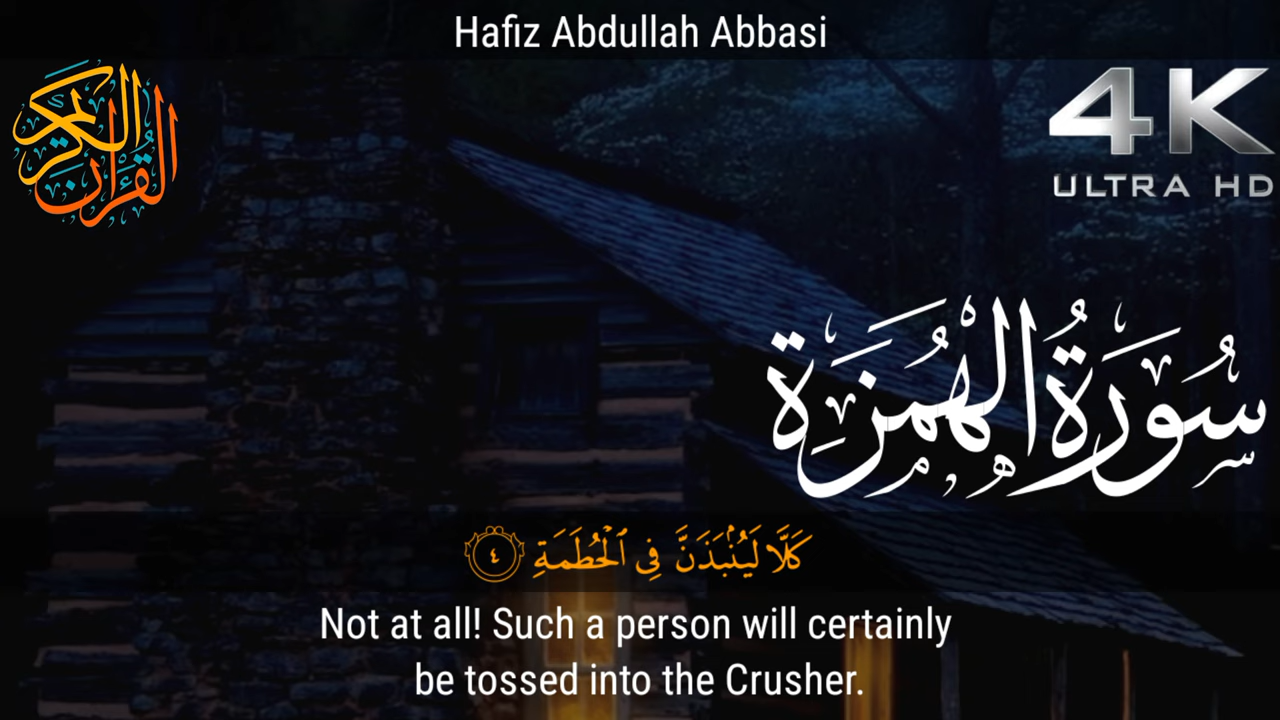 Hafiz Abdullah Abbasi
القرآن الكريم
4K
ULTRA HD
سُورَةُ الْهُمَزَة
كَلَّا لَيُنۢبَذَنَّ فِى ٱلْحُطَمَةِ ٤
Not at all! Such a person will certainly
be tossed into the Crusher.